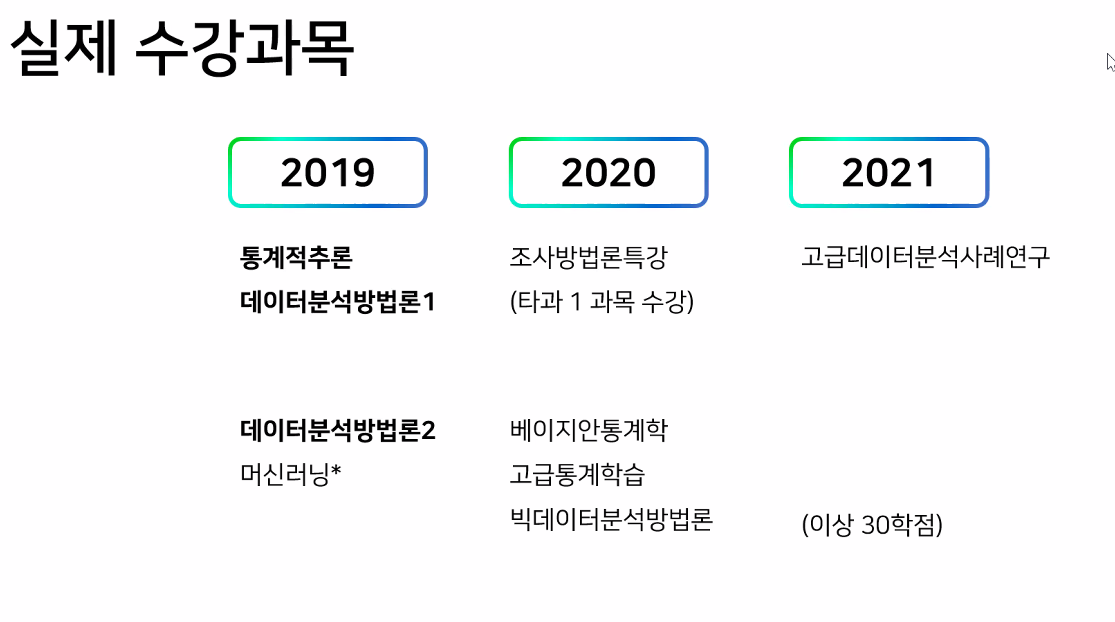 실제 수강과목
2019
2020
2021
통계적추론
데이터분석방법론1
조사방법론특강
(타과 1 과목 수강)
고급데이터분석사례연구
데이터분석방법론2
머신러닝*
베이지안통계학
고급통계학습
빅데이터분석방법론
(이상 30학점)